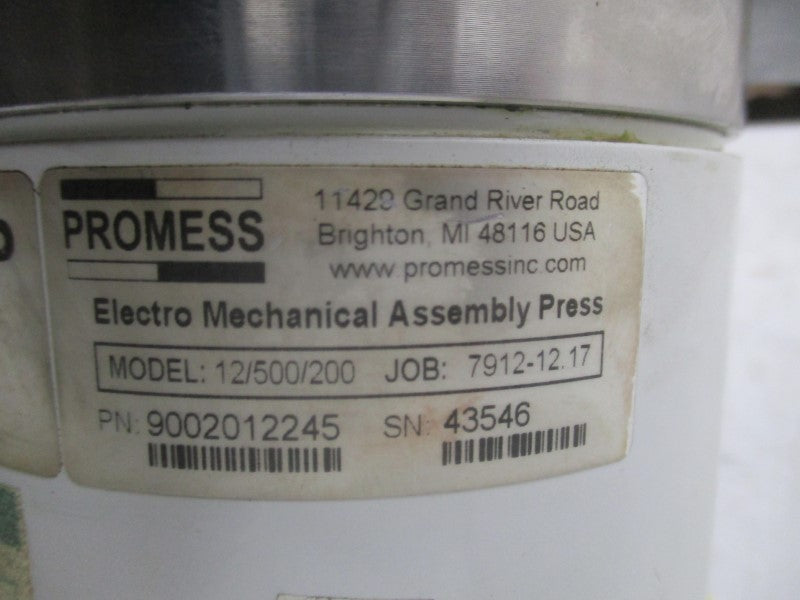 PROMESS
11429 Grand River Road
Brighton, MI 48116 USA
www.promessinc.com
Electro Mechanical Assembly Press
MODEL: 12/500/200 JOB: 7912-12.17
PN: 9002012245 SN: 43546